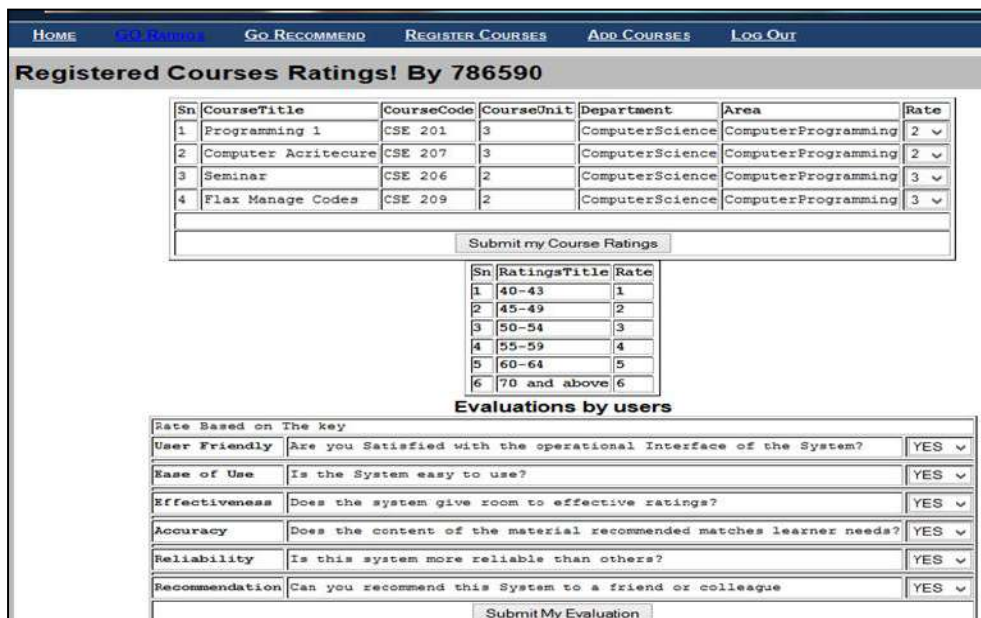 HOME GO RATINGS GO RECOMMEND REGISTER COURSES ADD COURSES LOG OUT
Registered Courses Ratings! By 786590
Sn CourseTitle CourseCode CourseUnit Department Area Rate
1 Programming 1 CSE 201 3 ComputerScience ComputerProgramming 2
2 Computer Acritecure CSE 207 3 ComputerScience ComputerProgramming 2
3 Seminar CSE 206 2 ComputerScience ComputerProgramming 3
4 Flax Manage Codes CSE 209 2 ComputerScience ComputerProgramming 3
Submit my Course Ratings
Sn RatingsTitle Rate
1 40-43 1
2 45-49 2
3 50-54 3
4 55-59 4
5 60-64 5
6 70 and above 6
Evaluations by users
Rate Based on The key
User Friendly Are you Satisfied with the operational Interface of the System? YES
Ease of Use Is the System easy to use? YES
Effectiveness Does the system give room to effective ratings? YES
Accuracy Does the content of the material recommended matches learner needs? YES
Reliability Is this system more reliable than others? YES
Recommendation Can you recommend this System to a friend or colleague YES
Submit My Evaluation